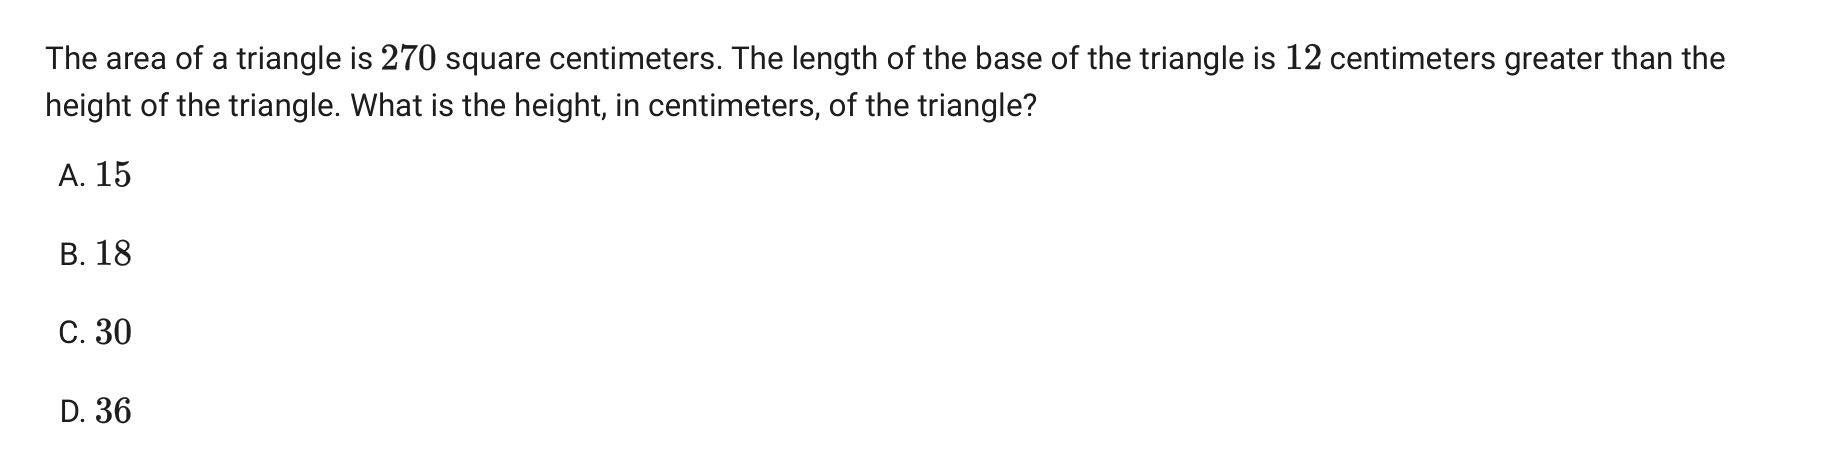 The area of a triangle is 270 square centimeters. The length of the base of the triangle is 12 centimeters greater than the
height of the triangle. What is the height, in centimeters, of the triangle?
A. 15
B. 18
C. 30
D. 36